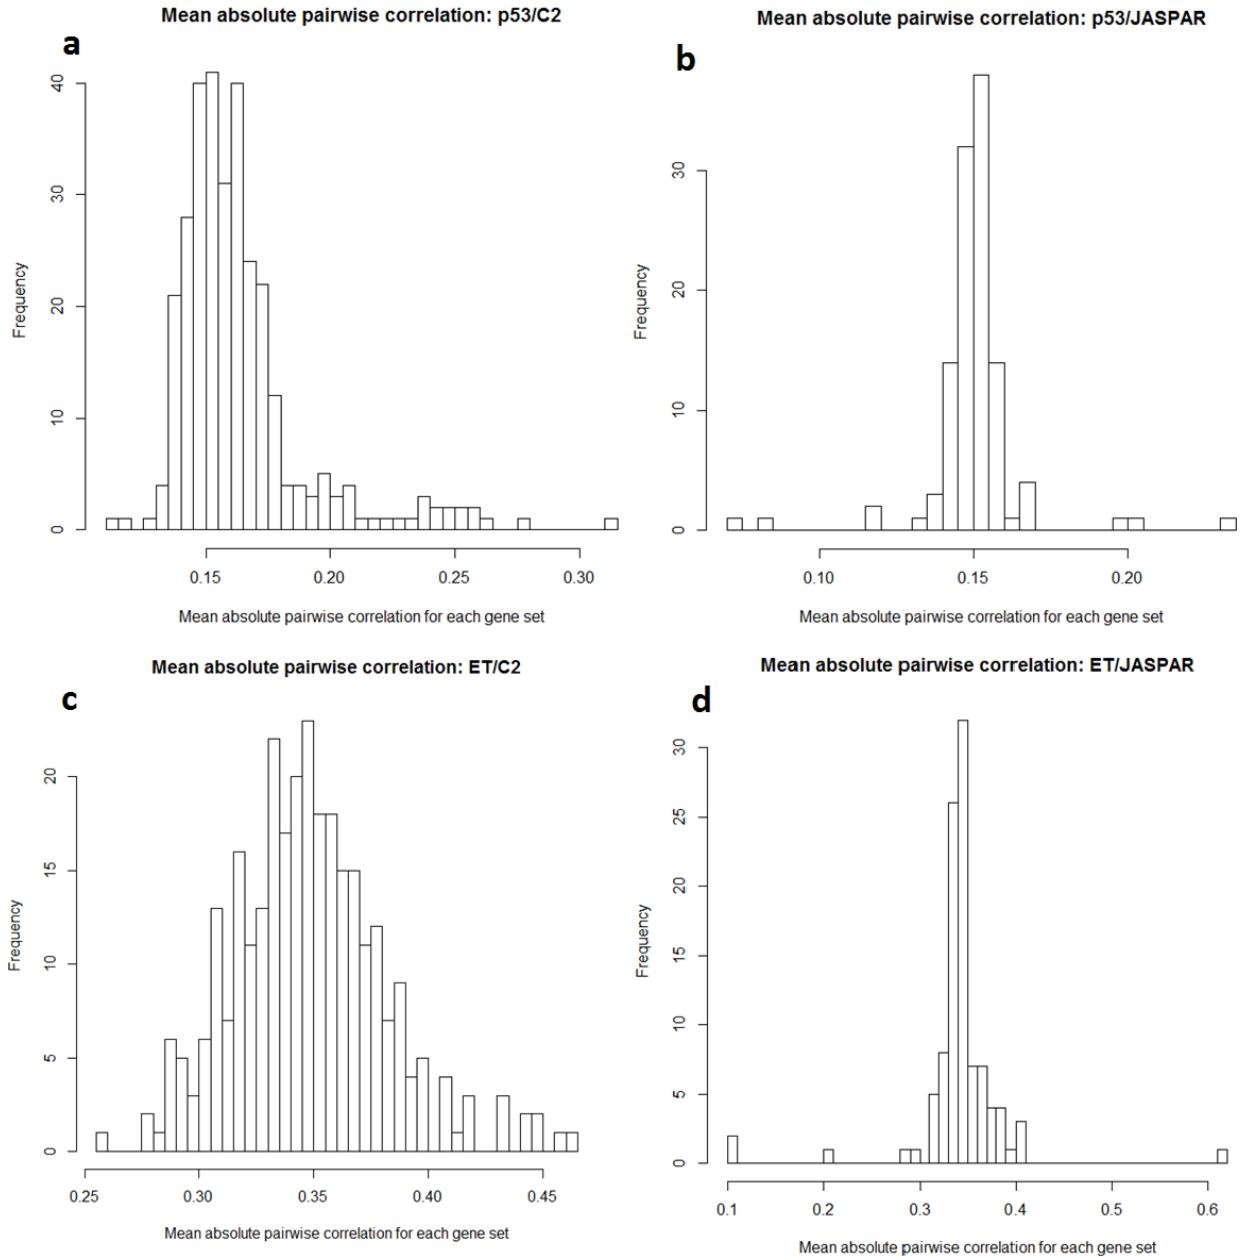 Mean absolute pairwise correlation: p53/C2
a
40
30
20
10
0
Frequency
0.15 0.20 0.25 0.30
Mean absolute pairwise correlation for each gene set
Mean absolute pairwise correlation: p53/JASPAR
b
30
20
10
0
Frequency
0.10 0.15 0.20
Mean absolute pairwise correlation for each gene set
Mean absolute pairwise correlation: ET/C2
c
20
15
10
5
0
Frequency
0.25 0.30 0.35 0.40 0.45
Mean absolute pairwise correlation for each gene set
Mean absolute pairwise correlation: ET/JASPAR
d
30
25
20
15
10
5
0
Frequency
0.1 0.2 0.3 0.4 0.5 0.6
Mean absolute pairwise correlation for each gene set